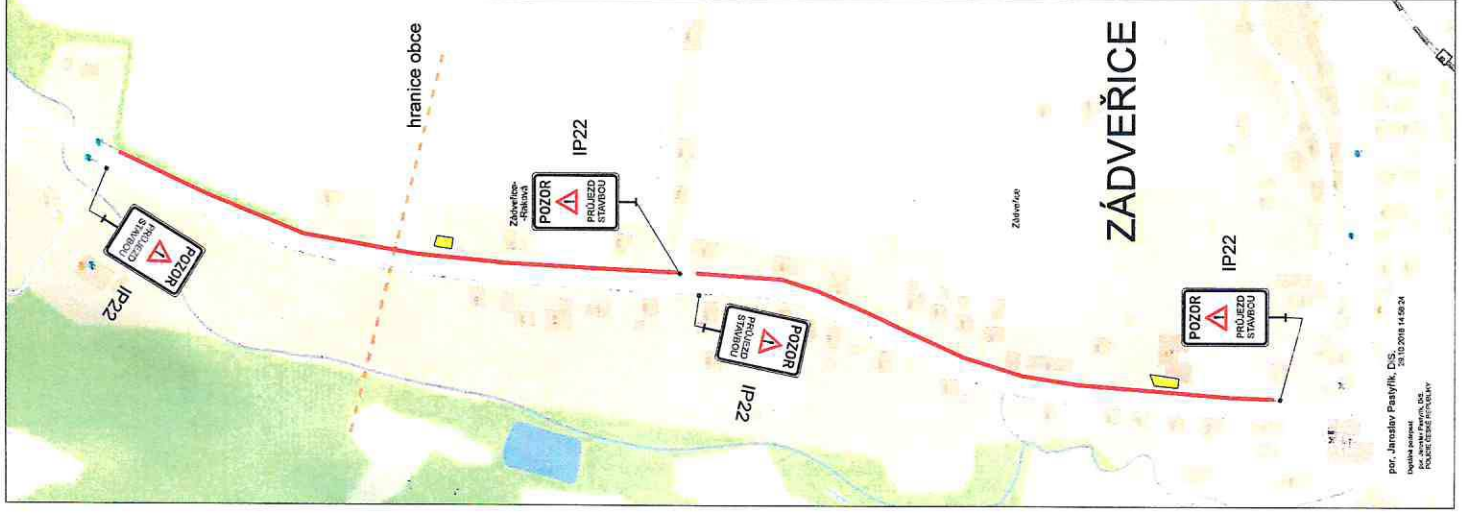 hranice obce
IP22
Zádveřice-
-Raková
POZOR
PRŮJEZD
STAVBOU
IP22
POZOR
PRŮJEZD
STAVBOU
ZÁDVEŘICE
Zádveřice
IP22
POZOR
PRŮJEZD
STAVBOU
IP22
POZOR
PRŮJEZD
STAVBOU
por. Jaroslav Pastyřík, DiS.
29.10.2018 14:58:24
Digitálně podepsal
por. Jaroslav Pastyřík, DiS.
POLICIE ČESKÉ REPUBLIKY